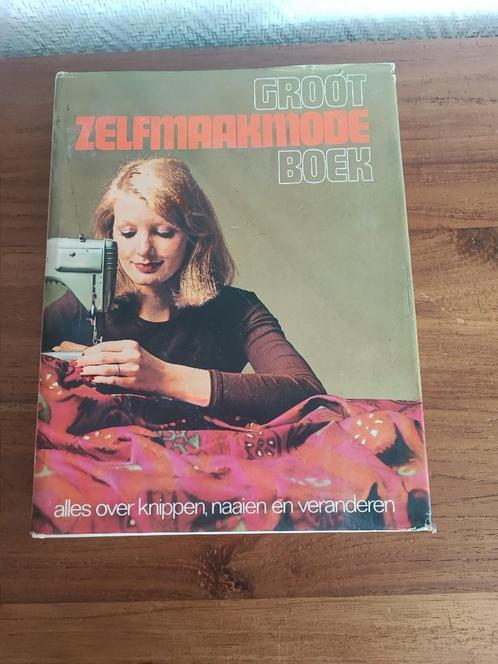 GROOT
ZELFMAAKMODE
BOEK
alles over knippen, naaien en veranderen